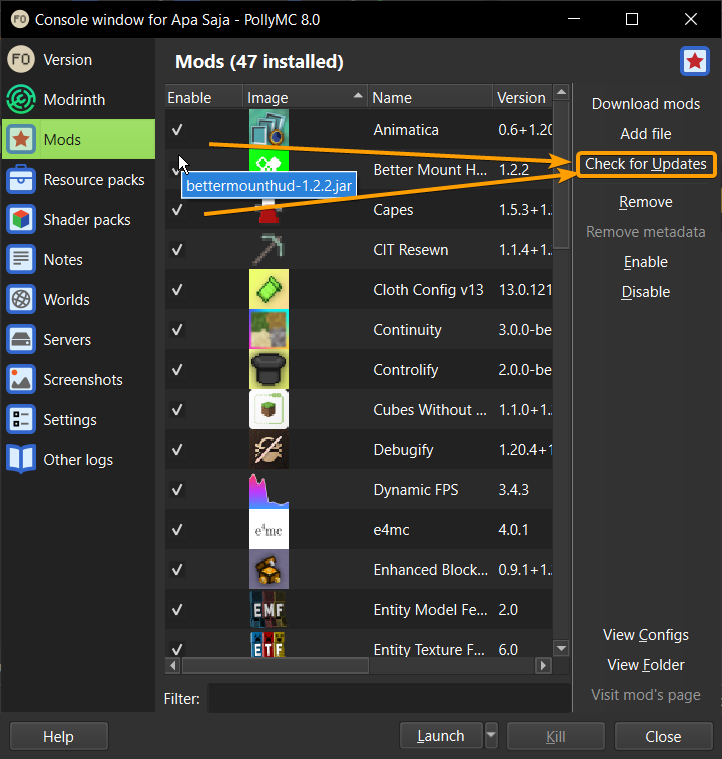 FO Console window for Apa Saja - PollyMC 8.0
FO Version
Modrinth
Mods
Resource packs
Shader packs
Notes
Worlds
Servers
Screenshots
Settings
Other logs
Mods (47 installed)
Enable Image Name Version
Animatica 0.6+1.20
Better Mount H... 1.2.2
bettermounthud-1.2.2.jar
Capes 1.5.3+1..
CIT Resewn 1.1.4+1..
Cloth Config v13 13.0.121
Continuity 3.0.0-be
Controlify 2.0.0-be
Cubes Without ... 1.1.0+1..
Debugify 1.20.4+1
Dynamic FPS 3.4.3
e4mc e4mc 4.0.1
Enhanced Block... 0.9.1+1..
EMF Entity Model Fe... 2.0
ETF Entity Texture F... 6.0
Filter:
Download mods
Add file
Check for Updates
Remove
Remove metadata
Enable
Disable
View Configs
View Folder
Visit mod's page
Help
Launch
Kill
Close